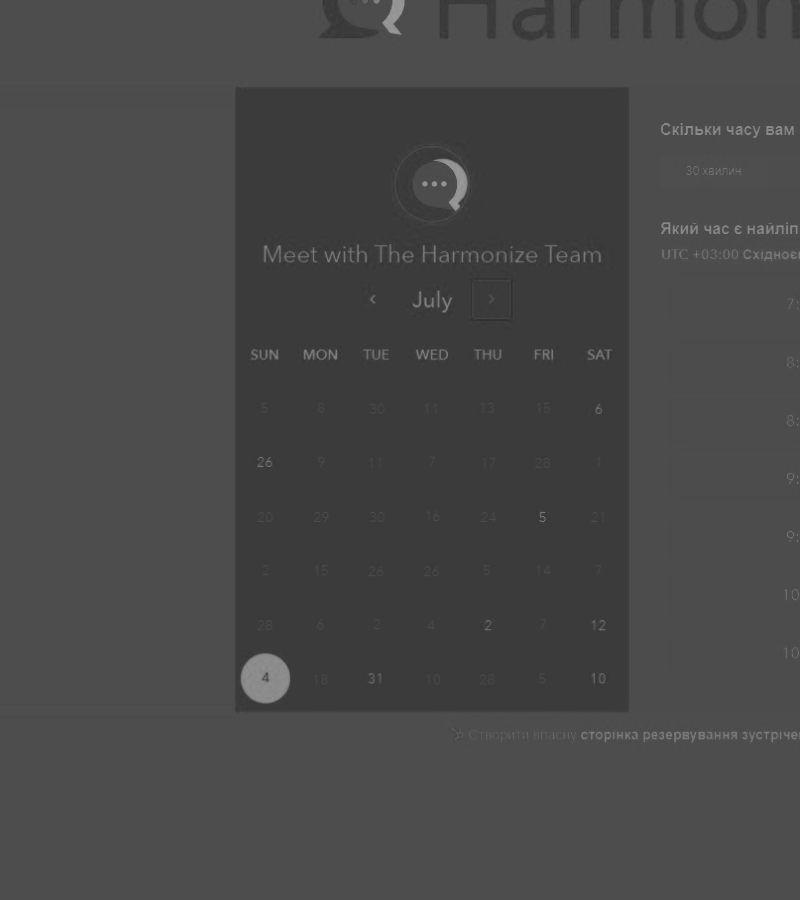 Harmon
Meet with The Harmonize Team
July
SUN MON TUE WED THU FRI SAT
5 8 30 11 13 15 6
26 9 11 7 17 28 1
20 29 30 16 24 5 21
2 15 26 26 5 14 7
28 6 2 4 2 7 12
4 18 31 10 28 5 10
Скільки часу вам
30 хвилин
Який час є найліп
UTC +03:00 Східноє
7:
8:
8:
9:
9:
10
10
Створити власну сторінка резервування зустріче